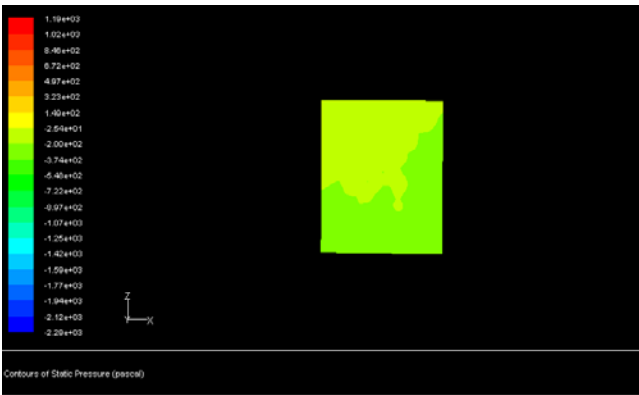 1.19e+03
1.02e+03
8.46e+02
6.72e+02
4.97e+02
3.23e+02
1.49e+02
-2.54e+01
-2.00e+02
-3.74e+02
-5.48e+02
-7.22e+02
-8.97e+02
-1.07e+03
-1.25e+03
-1.42e+03
-1.59e+03
-1.77e+03
-1.94e+03
-2.12e+03
-2.29e+03
Z
Y X
Contours of Static Pressure (pascal)